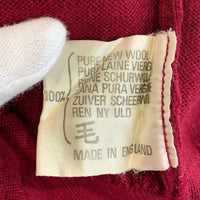 PURE NEW WOOL
PURE LAINE VIERGE
REINE SCHURWOLLE
100% LANA PURA VERGINE
ZUIVER SCHEERWOL
REN NY ULD
毛
MADE IN ENGLAND